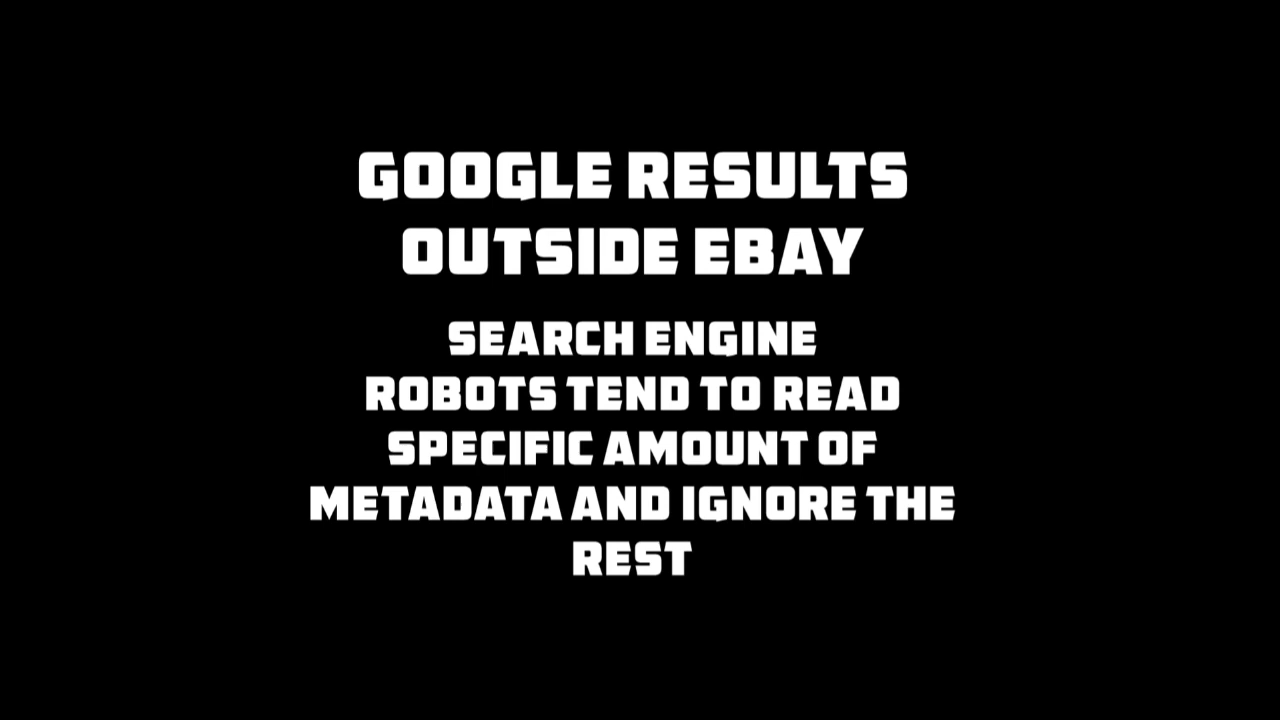 GOOGLE RESULTS
OUTSIDE EBAY
SEARCH ENGINE
ROBOTS TEND TO READ
SPECIFIC AMOUNT OF
METADATA AND IGNORE THE
REST